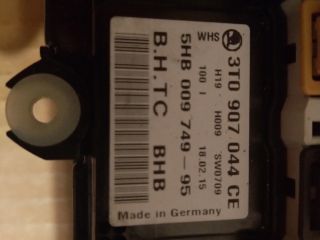 WHS
3T0 907 044 CE
H19 H009 SW0709
100 I 18.02.15
5HB 009 749-95
B.H.TC BHB
Made in Germany